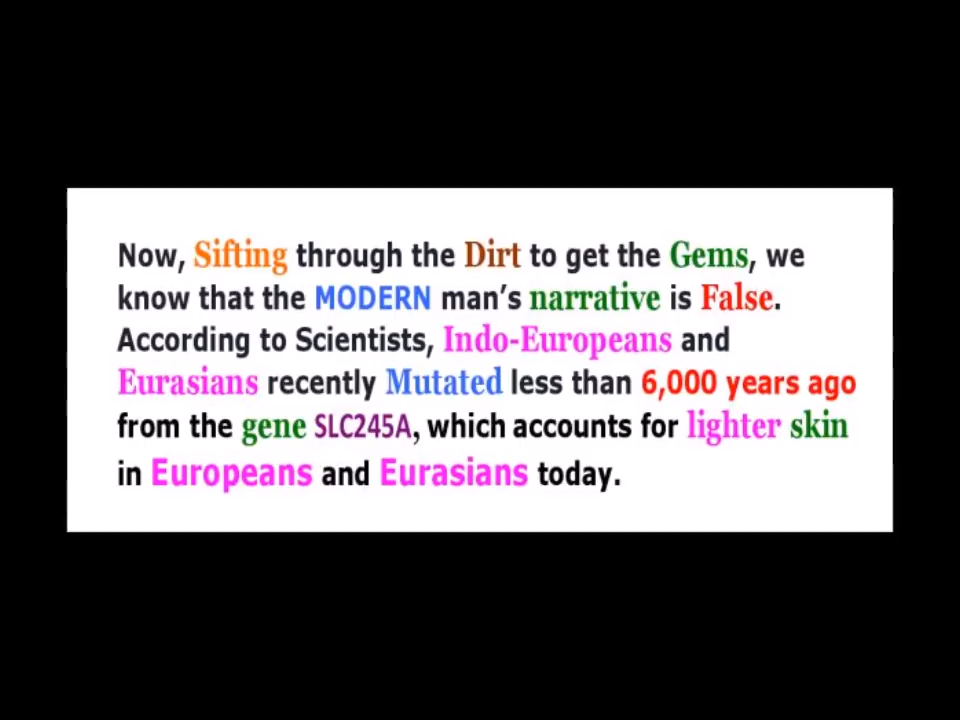 Now, Sifting through the Dirt to get the Gems, we
know that the MODERN man’s narrative is False.
According to Scientists, Indo-Europeans and
Eurasians recently Mutated less than 6,000 years ago
from the gene SLC245A, which accounts for lighter skin
in Europeans and Eurasians today.